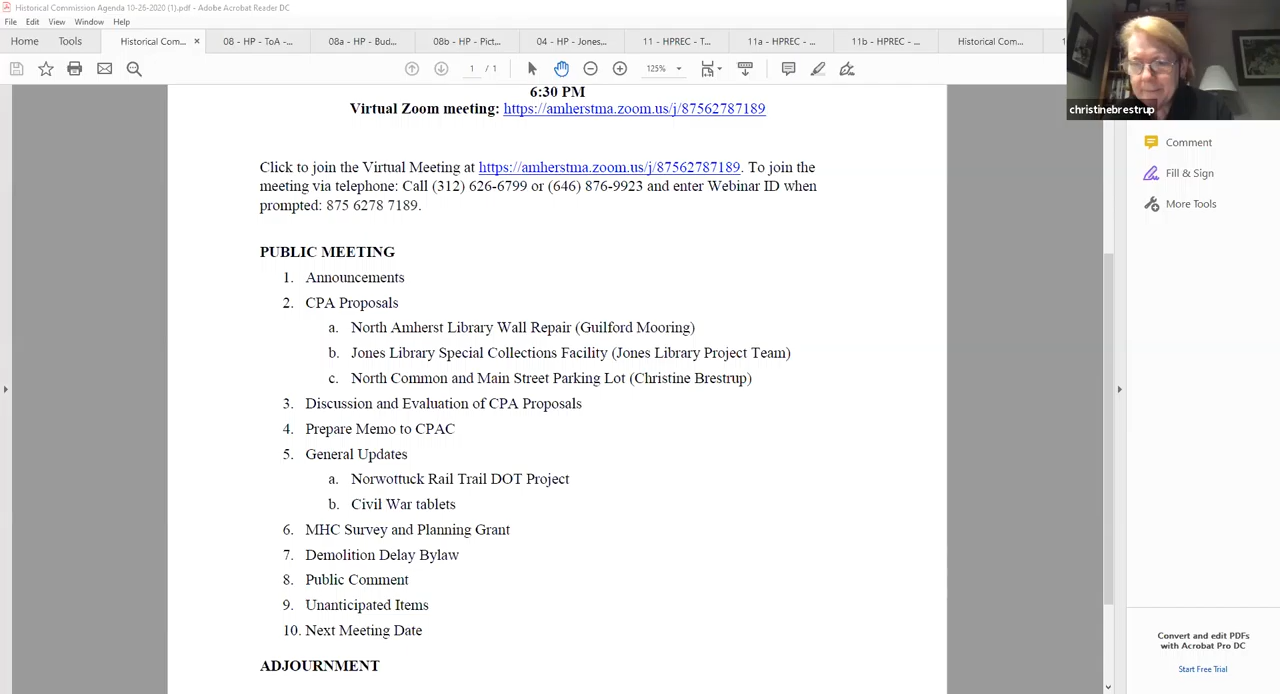 Historical Commission Agenda 10-26-2020 (1).pdf - Adobe Acrobat Reader DC
File Edit View Window Help
Home Tools Historical Com... × 08 - HP - ToA -... 08a - HP - Bud... 08b - HP - Pict... 04 - HP - Jones... 11 - HPREC - T... 11a - HPREC - ... 11b - HPREC - ... Historical Com...
1 / 1 125%
christinebrestrup
6:30 PM
Virtual Zoom meeting: https://amherstma.zoom.us/j/87562787189
Click to join the Virtual Meeting at https://amherstma.zoom.us/j/87562787189. To join the
meeting via telephone: Call (312) 626-6799 or (646) 876-9923 and enter Webinar ID when
prompted: 875 6278 7189.
PUBLIC MEETING
1. Announcements
2. CPA Proposals
a. North Amherst Library Wall Repair (Guilford Mooring)
b. Jones Library Special Collections Facility (Jones Library Project Team)
c. North Common and Main Street Parking Lot (Christine Brestrup)
3. Discussion and Evaluation of CPA Proposals
4. Prepare Memo to CPAC
5. General Updates
a. Norwottuck Rail Trail DOT Project
b. Civil War tablets
6. MHC Survey and Planning Grant
7. Demolition Delay Bylaw
8. Public Comment
9. Unanticipated Items
10. Next Meeting Date
ADJOURNMENT
Comment
Fill & Sign
More Tools
Convert and edit PDFs
with Acrobat Pro DC
Start Free Trial